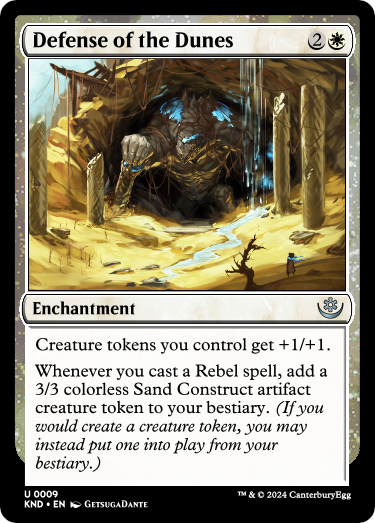 Defense of the Dunes 2
Enchantment
Creature tokens you control get +1/+1.
Whenever you cast a Rebel spell, add a
3/3 colorless Sand Construct artifact
creature token to your bestiary. (If you
would create a creature token, you may
instead put one into play from your
bestiary.)
U 0009
KND • EN GetsugaDante
™ & © 2024 CanterburyEgg